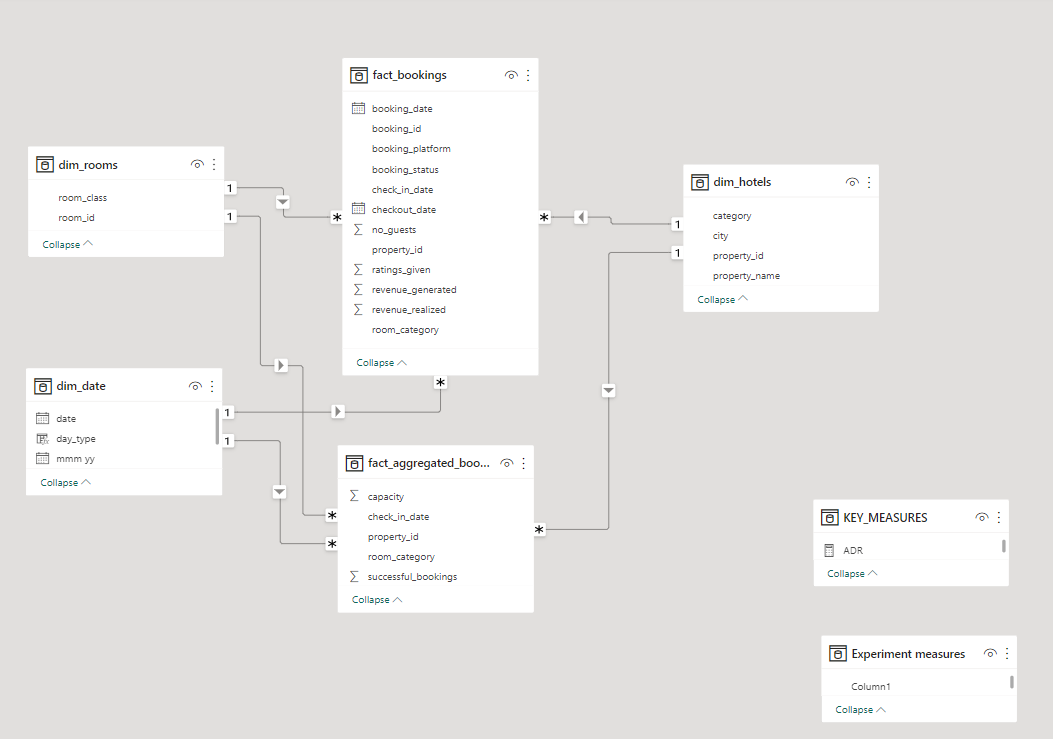 fact_bookings
booking_date
booking_id
booking_platform
booking_status
check_in_date
checkout_date
no_guests
property_id
ratings_given
revenue_generated
revenue_realized
room_category
Collapse
dim_rooms
room_class
room_id
Collapse
1
1
*
*
1
1
dim_hotels
category
city
property_id
property_name
Collapse
dim_date
date
day_type
mmm yy
Collapse
1
1
*
fact_aggregated_boo...
capacity
check_in_date
property_id
room_category
successful_bookings
Collapse
*
*
*
KEY_MEASURES
ADR
Collapse
Experiment measures
Column1
Collapse